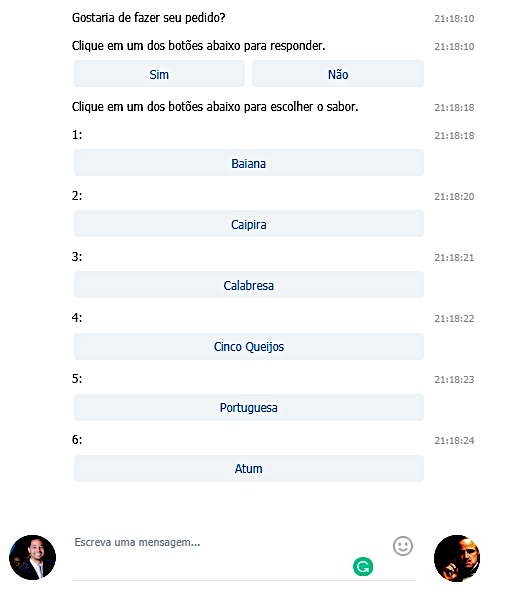 Gostaria de fazer seu pedido? 21:18:10
Clique em um dos botões abaixo para responder. 21:18:10
Sim Não
Clique em um dos botões abaixo para escolher o sabor. 21:18:18
1: 21:18:18
Baiana
2: 21:18:20
Caipira
3: 21:18:21
Calabresa
4: 21:18:22
Cinco Queijos
5: 21:18:23
Portuguesa
6: 21:18:24
Atum
Escreva uma mensagem...